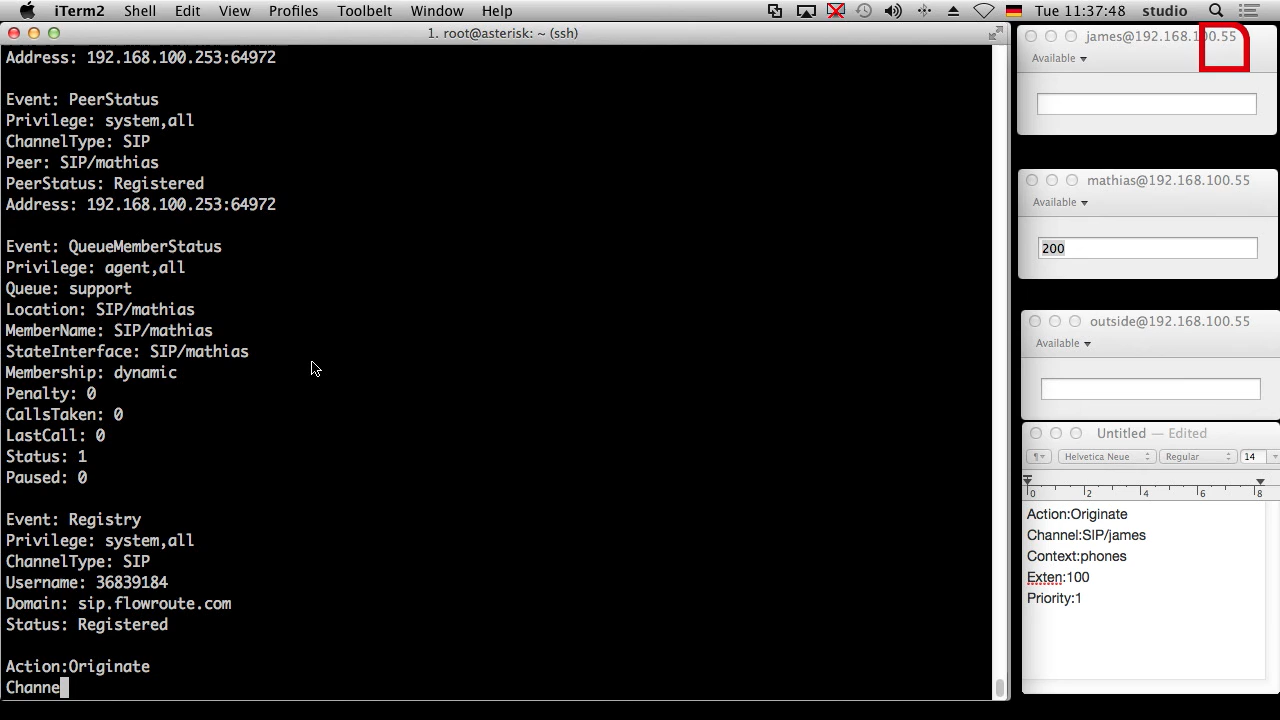 iTerm2 Shell Edit View Profiles Toolbelt Window Help Tue 11:37:48 studio
1. root@asterisk: ~ (ssh)
Address: 192.168.100.253:64972
Event: PeerStatus
Privilege: system,all
ChannelType: SIP
Peer: SIP/mathias
PeerStatus: Registered
Address: 192.168.100.253:64972
Event: QueueMemberStatus
Privilege: agent,all
Queue: support
Location: SIP/mathias
MemberName: SIP/mathias
StateInterface: SIP/mathias
Membership: dynamic
Penalty: 0
CallsTaken: 0
LastCall: 0
Status: 1
Paused: 0
Event: Registry
Privilege: system,all
ChannelType: SIP
Username: 36839184
Domain: sip.flowroute.com
Status: Registered
Action:Originate
Channe
james@192.168.100.55
Available
mathias@192.168.100.55
Available
200
outside@192.168.100.55
Available
Untitled — Edited
Helvetica Neue Regular 14
0 2 4 6 8
Action:Originate
Channel:SIP/james
Context:phones
Exten:100
Priority:1